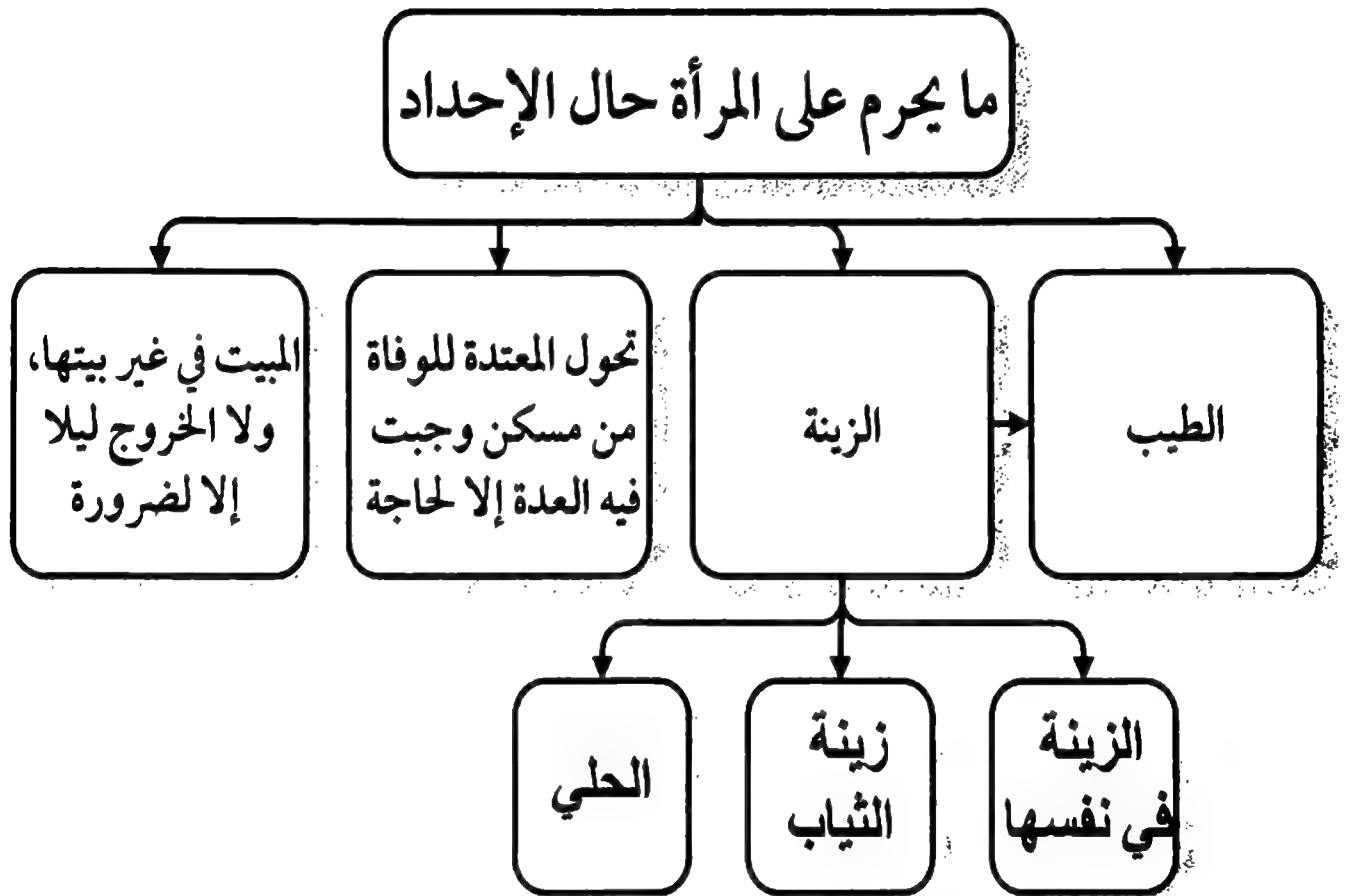 ما يحرم على المرأة حال الإحداد
الطيب
الزينة
تحول المعتدة للوفاة
من مسكن وجبت
فيه العدة إلا لحاجة
المبيت في غير بيتها،
ولا الخروج ليلا
إلا لضرورة
الزينة
في نفسها
زينة
الثياب
الحلي